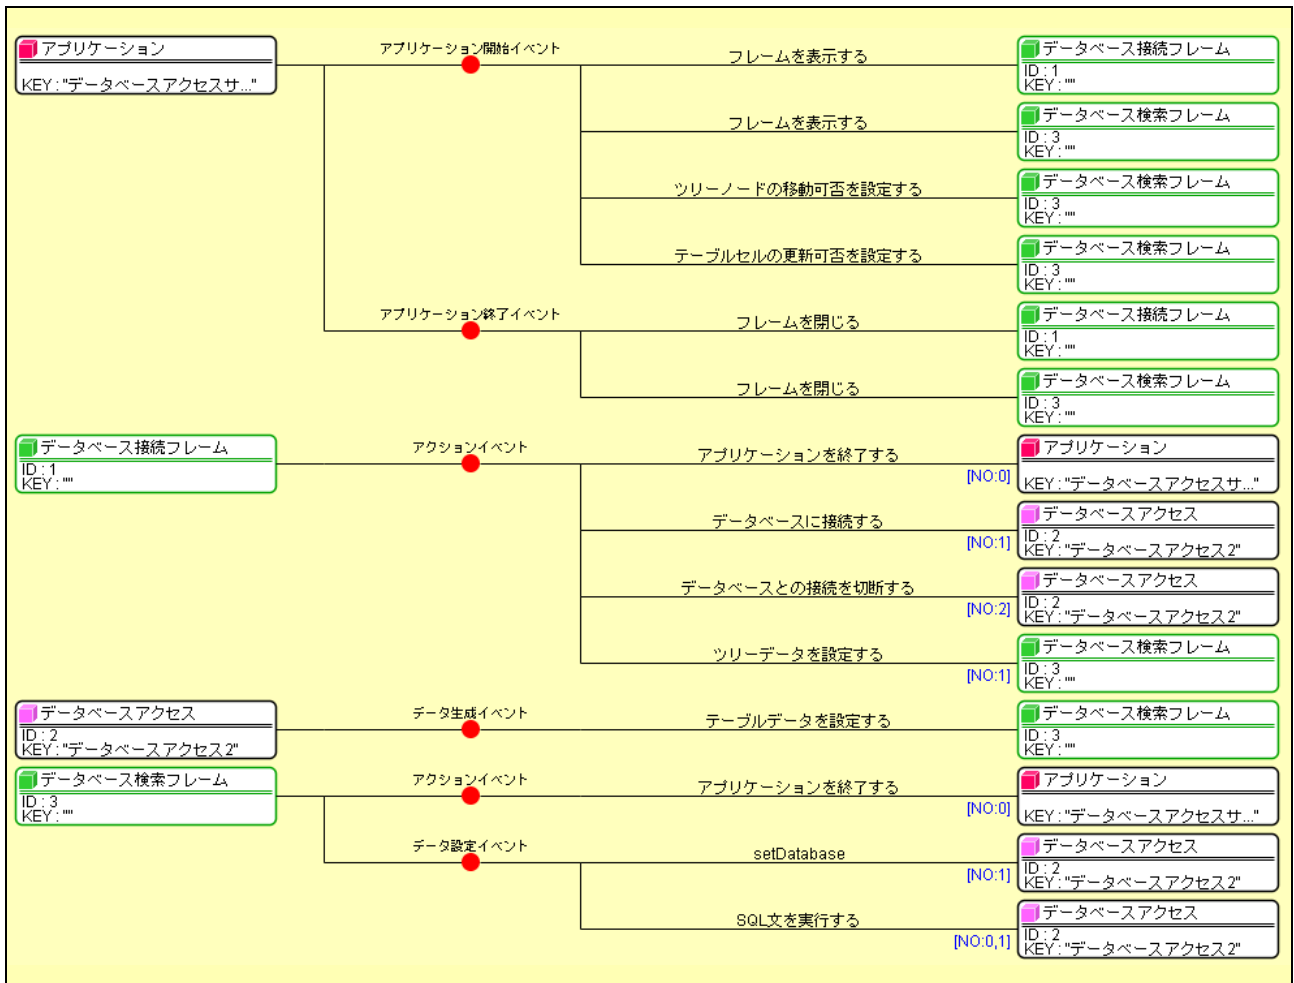 アプリケーション
KEY : "データベースアクセスサ..."
アプリケーション開始イベント
フレームを表示する
データベース接続フレーム
ID : 1
KEY : ""
フレームを表示する
データベース検索フレーム
ID : 3
KEY : ""
ツリーノードの移動可否を設定する
データベース検索フレーム
ID : 3
KEY : ""
テーブルセルの更新可否を設定する
データベース検索フレーム
ID : 3
KEY : ""
アプリケーション終了イベント
フレームを閉じる
データベース接続フレーム
ID : 1
KEY : ""
フレームを閉じる
データベース検索フレーム
ID : 3
KEY : ""
データベース接続フレーム
ID : 1
KEY : ""
アクションイベント
アプリケーションを終了する
[NO:0]
アプリケーション
KEY : "データベースアクセスサ..."
データベースに接続する
[NO:1]
データベースアクセス
ID : 2
KEY : "データベースアクセス2"
データベースとの接続を切断する
[NO:2]
データベースアクセス
ID : 2
KEY : "データベースアクセス2"
ツリーデータを設定する
[NO:1]
データベース検索フレーム
ID : 3
KEY : ""
データベースアクセス
ID : 2
KEY : "データベースアクセス2"
データ生成イベント
テーブルデータを設定する
データベース検索フレーム
ID : 3
KEY : ""
データベース検索フレーム
ID : 3
KEY : ""
アクションイベント
アプリケーションを終了する
[NO:0]
アプリケーション
KEY : "データベースアクセスサ..."
データ設定イベント
setDatabase
[NO:1]
データベースアクセス
ID : 2
KEY : "データベースアクセス2"
SQL文を実行する
[NO:0,1]
データベースアクセス
ID : 2
KEY : "データベースアクセス2"